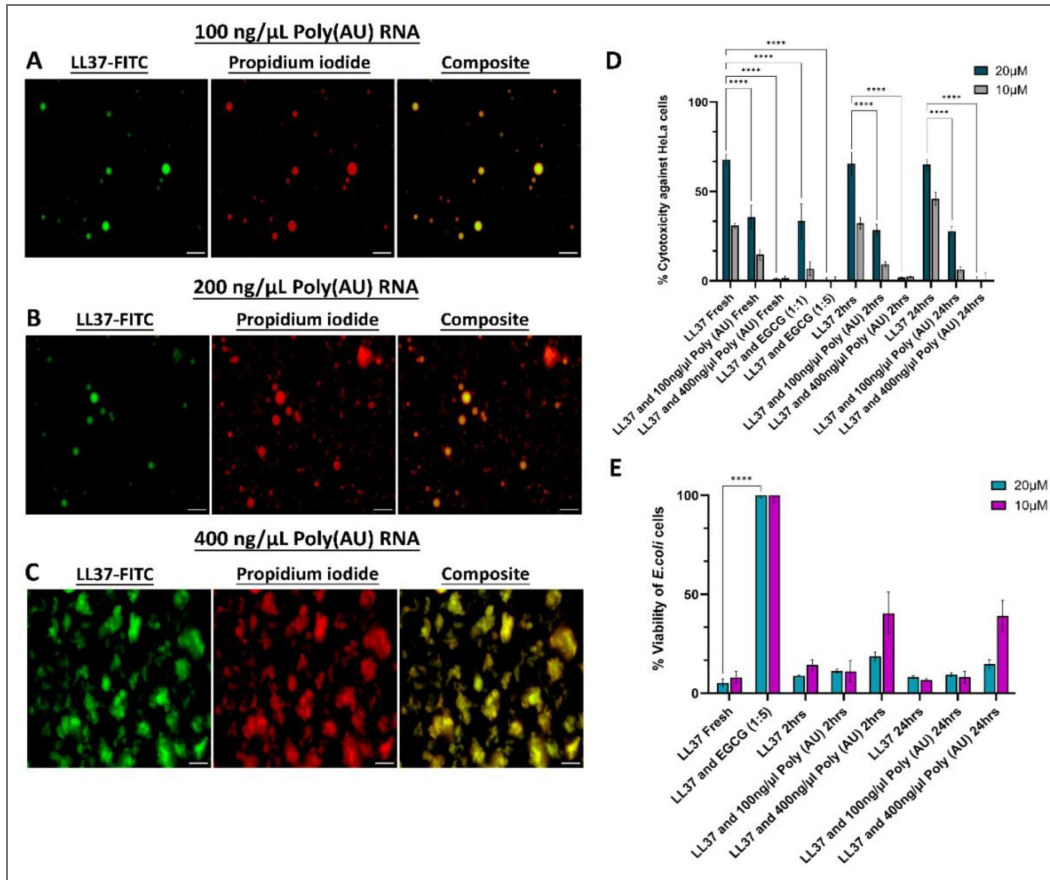 100 ng/µL Poly(AU) RNA
A
LL37-FITC
Propidium iodide
Composite
200 ng/µL Poly(AU) RNA
B
LL37-FITC
Propidium iodide
Composite
400 ng/µL Poly(AU) RNA
C
LL37-FITC
Propidium iodide
Composite
D
****
****
****
****
****
****
****
****
20µM
10µM
% Cytotoxicity against HeLa cells
100
50
0
LL37 Fresh
LL37 and 100ng/µl Poly (AU) Fresh
LL37 and 400ng/µl Poly (AU) Fresh
LL37 and EGCG (1:1)
LL37 and EGCG (1:5)
LL37 2hrs
LL37 and 100ng/µl Poly (AU) 2hrs
LL37 and 400ng/µl Poly (AU) 2hrs
LL37 24hrs
LL37 and 100ng/µl Poly (AU) 24hrs
LL37 and 400ng/µl Poly (AU) 24hrs
E
****
20µM
10µM
% Viability of E.coli cells
100
50
0
LL37 Fresh
LL37 and EGCG (1:5)
LL37 2hrs
LL37 and 100ng/µl Poly (AU) 2hrs
LL37 and 400ng/µl Poly (AU) 2hrs
LL37 24hrs
LL37 and 100ng/µl Poly (AU) 24hrs
LL37 and 400ng/µl Poly (AU) 24hrs